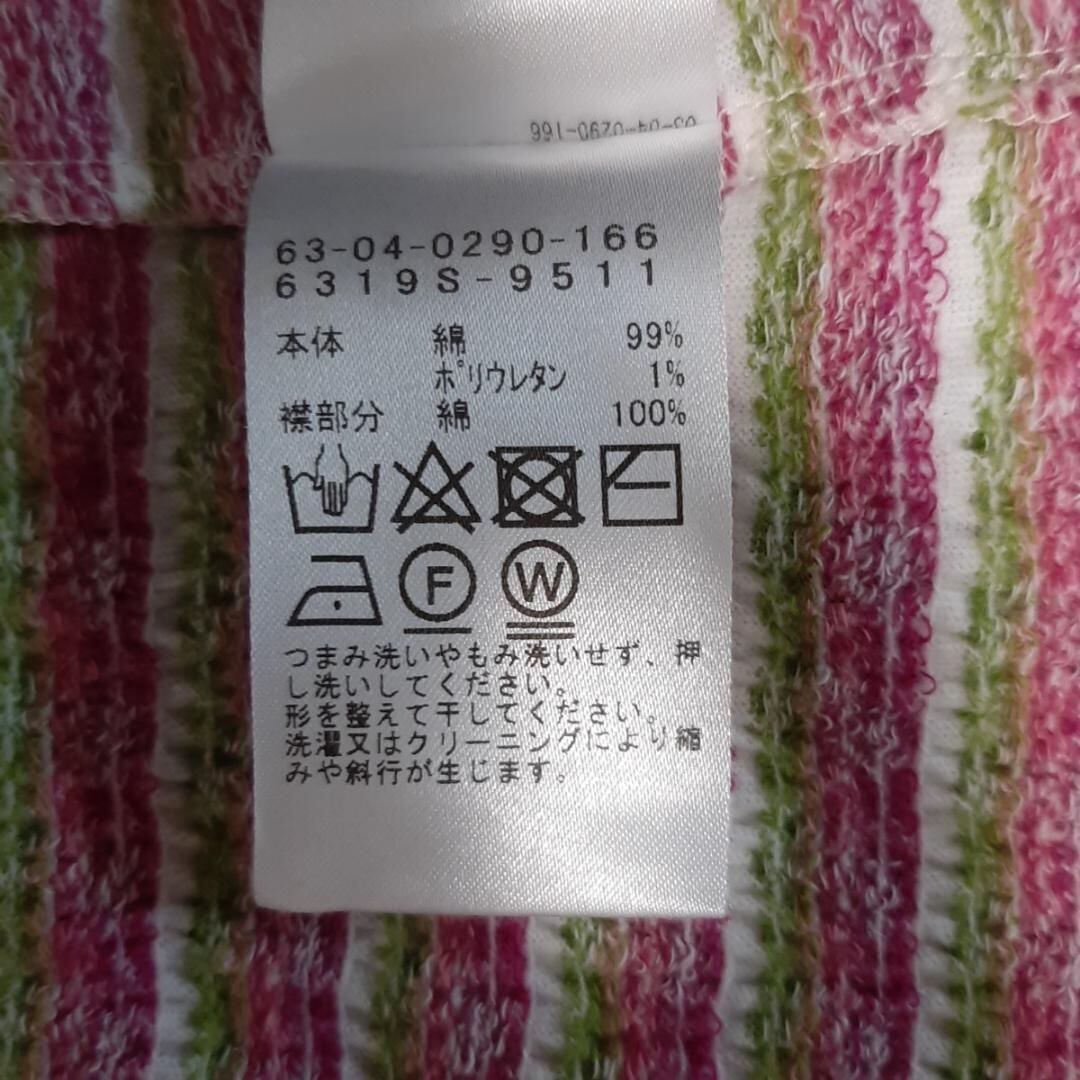 03-04-0290-166
63-04-0290-166
6319S-9511
本体 綿 99%
ポリウレタン 1%
襟部分 綿 100%
F W
つまみ洗いやもみ洗いせず、押
し洗いしてください。
形を整えて干してください。
洗濯又はクリーニングにより縮
みや斜行が生じます。